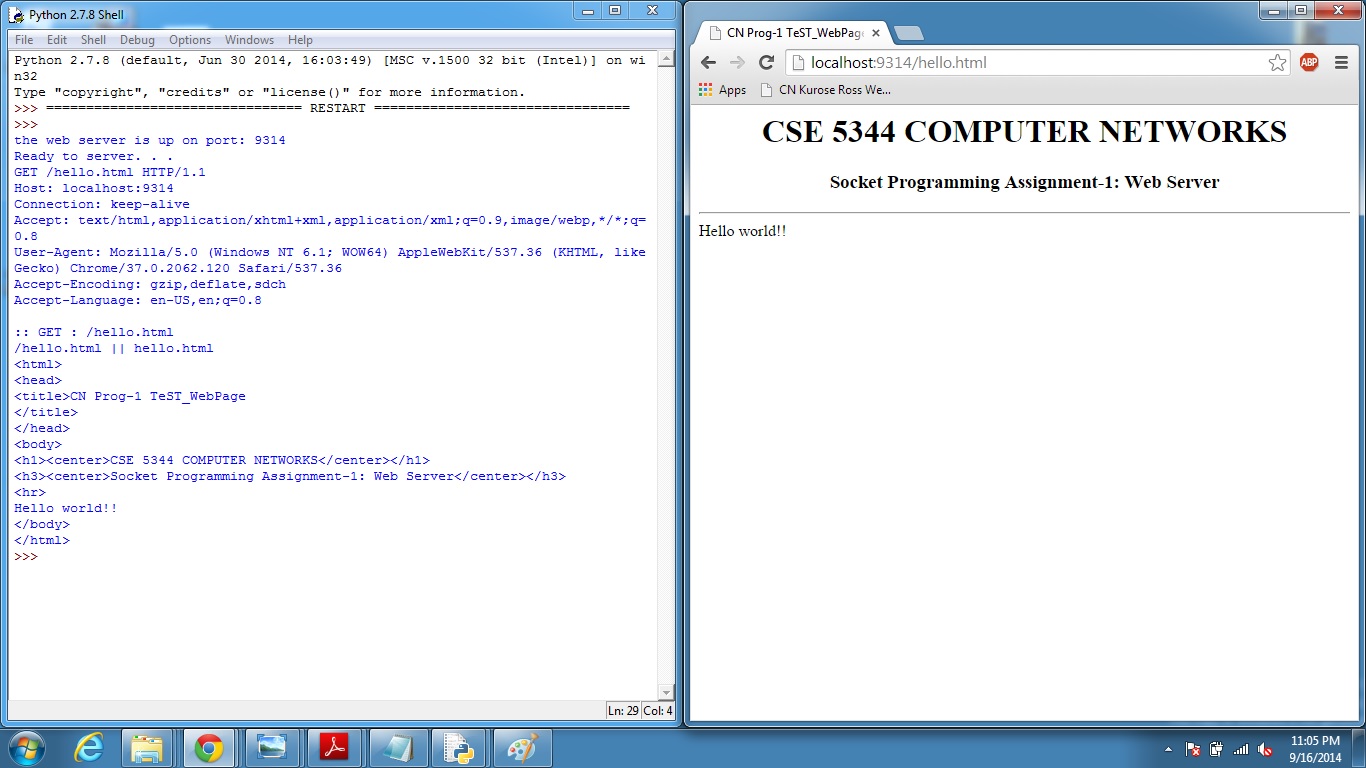 Python 2.7.8 Shell
File Edit Shell Debug Options Windows Help
Python 2.7.8 (default, Jun 30 2014, 16:03:49) [MSC v.1500 32 bit (Intel)] on wi
n32
Type "copyright", "credits" or "license()" for more information.
>>> ================================ RESTART ================================
>>>
the web server is up on port: 9314
Ready to server. . .
GET /hello.html HTTP/1.1
Host: localhost:9314
Connection: keep-alive
Accept: text/html,application/xhtml+xml,application/xml;q=0.9,image/webp,*/*;q=
0.8
User-Agent: Mozilla/5.0 (Windows NT 6.1; WOW64) AppleWebKit/537.36 (KHTML, like
Gecko) Chrome/37.0.2062.120 Safari/537.36
Accept-Encoding: gzip,deflate,sdch
Accept-Language: en-US,en;q=0.8

:: GET : /hello.html
/hello.html || hello.html
<html>
<head>
<title>CN Prog-1 TeST_WebPage
</title>
</head>
<body>
<h1><center>CSE 5344 COMPUTER NETWORKS</center></h1>
<h3><center>Socket Programming Assignment-1: Web Server</center></h3>
<hr>
Hello world!!
</body>
</html>
>>>
Ln: 29 Col: 4
CN Prog-1 TeST_WebPage
localhost:9314/hello.html
ABP
Apps CN Kurose Ross We...
CSE 5344 COMPUTER NETWORKS
Socket Programming Assignment-1: Web Server
Hello world!!
11:05 PM
9/16/2014